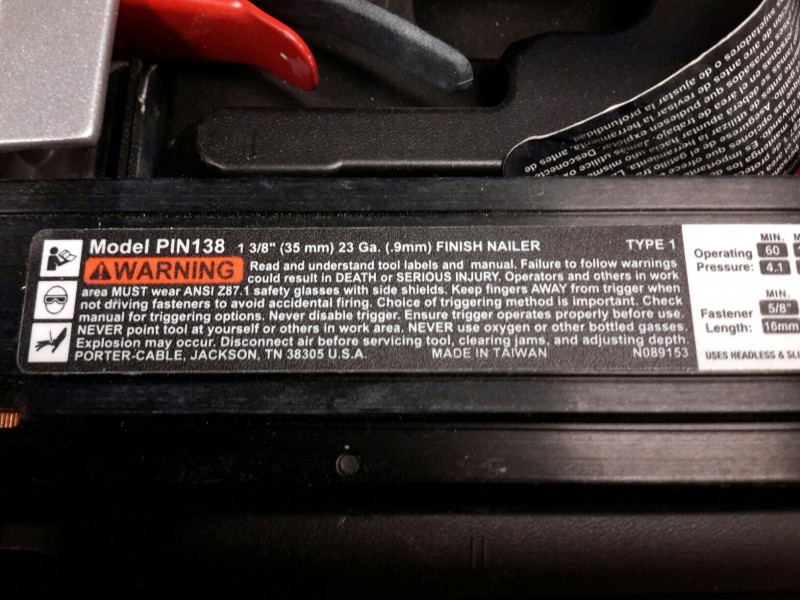 Model PIN138 1 3/8" (35 mm) 23 Ga. (.9mm) FINISH NAILER TYPE 1
WARNING Read and understand tool labels and manual. Failure to follow warnings
could result in DEATH or SERIOUS INJURY. Operators and others in work
area MUST wear ANSI Z87.1 safety glasses with side shields. Keep fingers AWAY from trigger when
not driving fasteners to avoid accidental firing. Choice of triggering method is important. Check
manual for triggering options. Never disable trigger. Ensure trigger operates properly before use.
NEVER point tool at yourself or others in work area. NEVER use oxygen or other bottled gasses,
Explosion may occur. Disconnect air before servicing tool, clearing jams, and adjusting depth.
PORTER-CABLE, JACKSON, TN 38305 U.S.A. MADE IN TAIWAN N089153
MIN.
Operating 60
Pressure: 4.1
MIN.
Fastener 5/8"
Length: 16mm
USES HEADLESS &